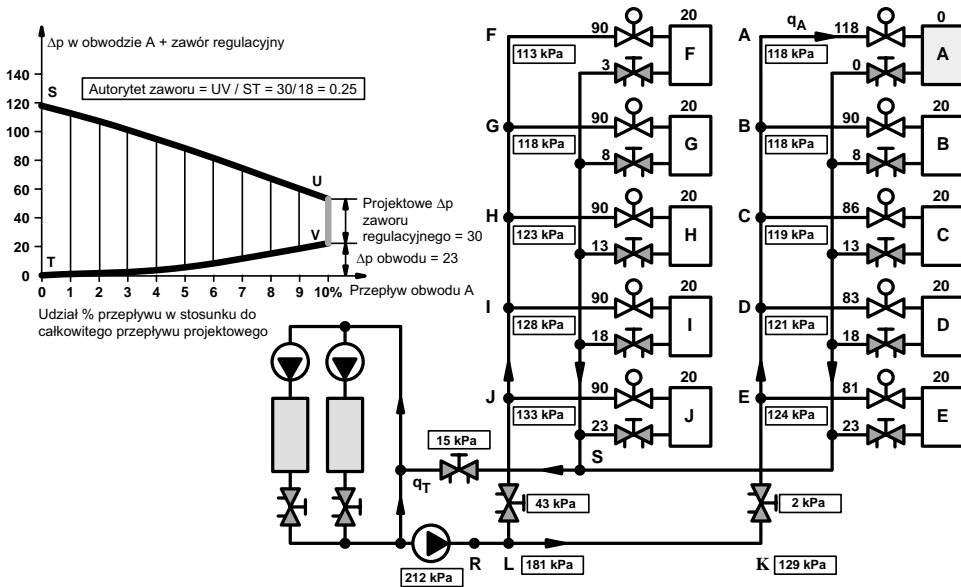 Δp w obwodzie A + zawór regulacyjny
140
120
100
80
60
40
20
0
S
T
U
V
Autorytet zaworu = UV / ST = 30/18 = 0.25
Projektowe Δp
zaworu
regulacyjnego = 30
Δp obwodu = 23
0 1 2 3 4 5 6 7 8 9 10%
Przepływ obwodu A
Udział % przepływu w stosunku do
całkowitego przepływu projektowego
F 90 20
113 kPa
3 F
G 90 20
118 kPa
8 G
H 90 20
123 kPa
13 H
I 90 20
128 kPa
18 I
J 90 20
133 kPa
23 J
S
A qA 118 0
118 kPa
0 A
B 90 20
118 kPa
8 B
C 86 20
119 kPa
13 C
D 83 20
121 kPa
18 D
E 81 20
124 kPa
23 E
15 kPa
qT
43 kPa
2 kPa
212 kPa
R L 181 kPa
K 129 kPa